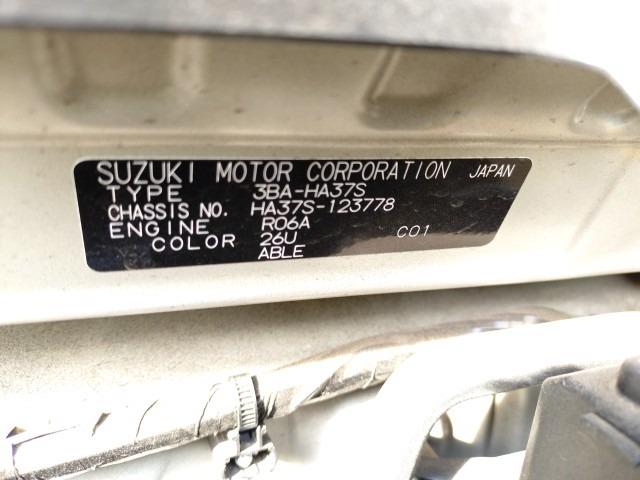 SUZUKI MOTOR CORPORATION JAPAN
TYPE 3BA-HA37S
CHASSIS NO. HA37S-123778
ENGINE R06A C01
COLOR 26U
ABLE